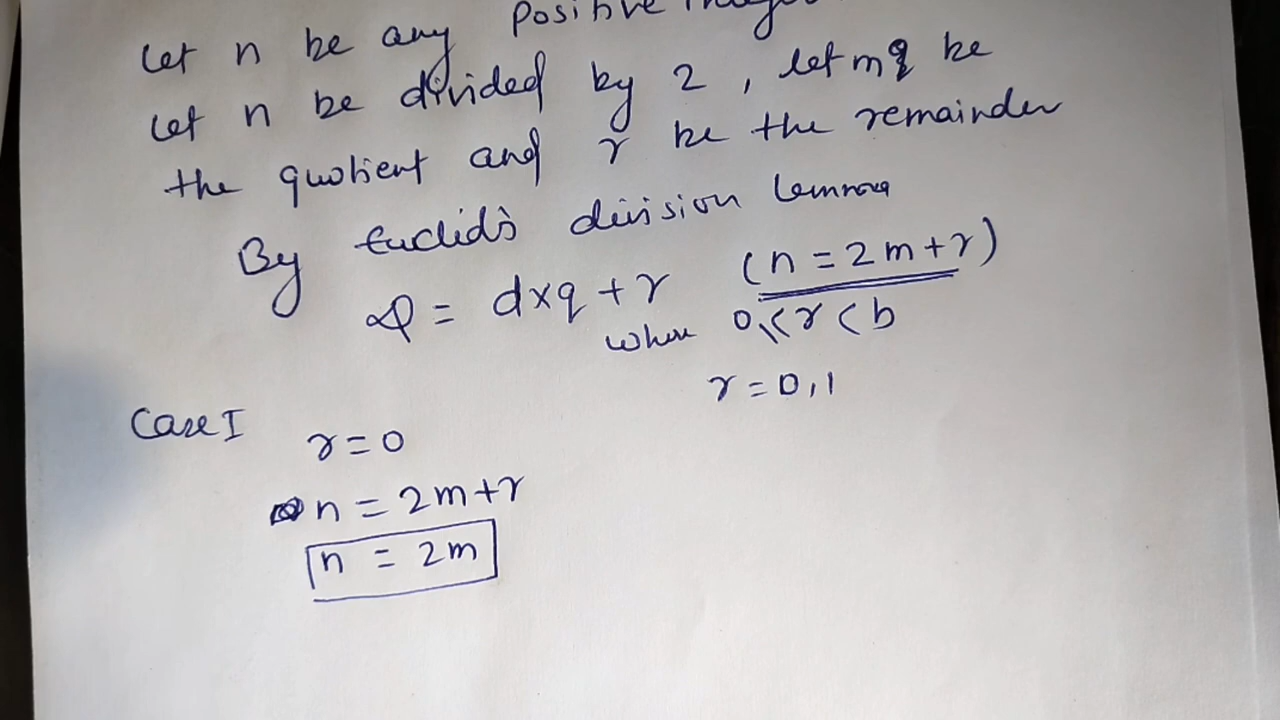 Let n be any positive integer
Let n be divided by 2, let m be
the quotient and r be the remainder
By Euclid's division lemma
D = d×q + r (n = 2m + r)
where 0 ≤ r < b
r = 0, 1
Case I
r = 0
n = 2m + r
n = 2m